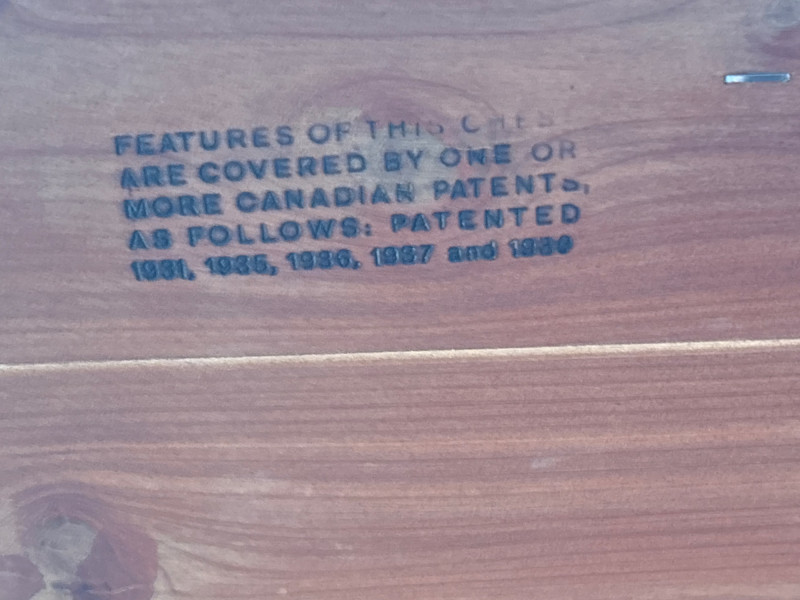 FEATURES OF THIS CHEST
ARE COVERED BY ONE OR
MORE CANADIAN PATENTS,
AS FOLLOWS: PATENTED
1931, 1935, 1936, 1937 and